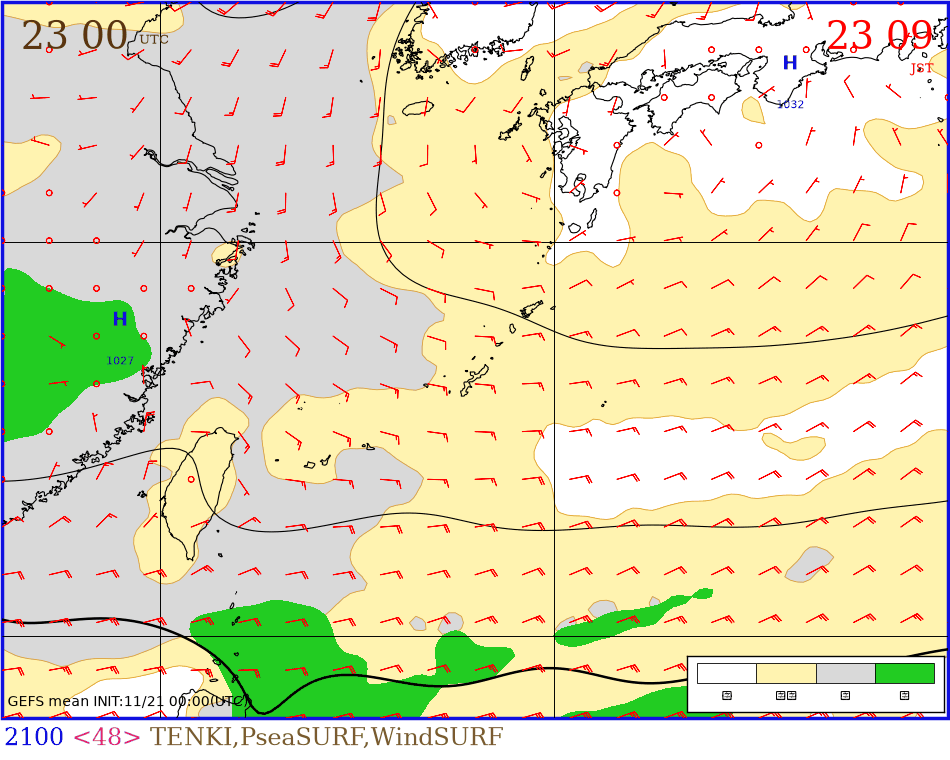 23 00 UTC
23 09
JST
H
1032
H
1027
GEFS mean INIT:11/21 00:00(UTC)
2100 <48> TENKI,PseaSURF,WindSURF